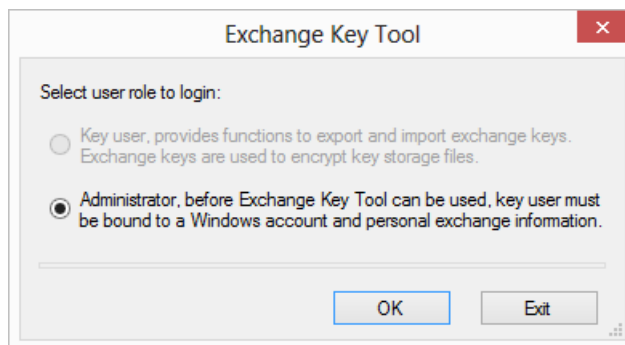 Exchange Key Tool
Select user role to login:
Key user, provides functions to export and import exchange keys.
Exchange keys are used to encrypt key storage files.
Administrator, before Exchange Key Tool can be used, key user must
be bound to a Windows account and personal exchange information.
OK
Exit